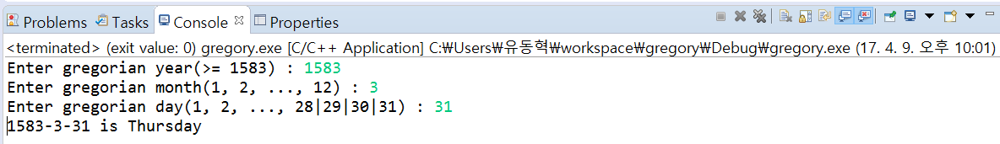 Problems Tasks Console Properties
<terminated> (exit value: 0) gregory.exe [C/C++ Application] C:₩Users₩유동혁₩workspace₩gregory₩Debug₩gregory.exe (17. 4. 9. 오후 10:01)
Enter gregorian year(>= 1583) : 1583
Enter gregorian month(1, 2, ..., 12) : 3
Enter gregorian day(1, 2, ..., 28|29|30|31) : 31
1583-3-31 is Thursday